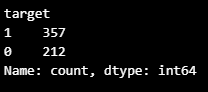 target
1    357
0    212
Name: count, dtype: int64